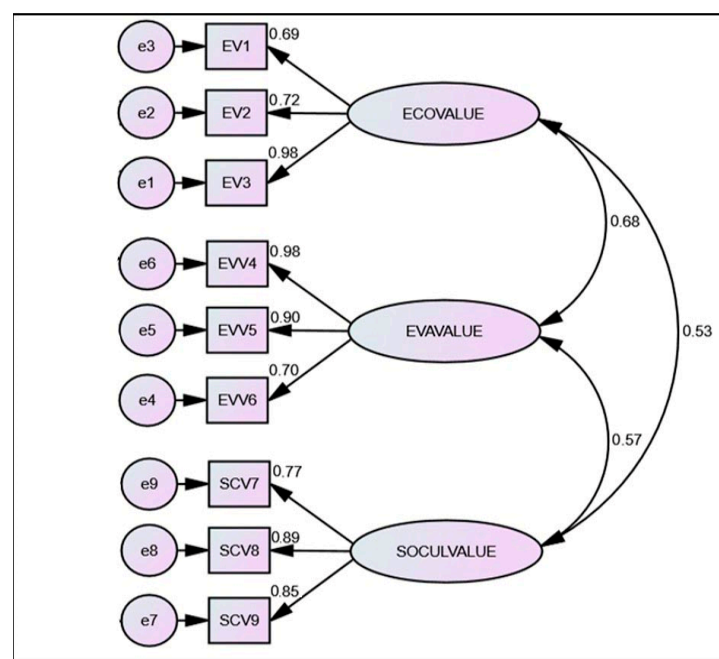 e3 EV1 0.69
e2 EV2 0.72 ECOVALUE
e1 EV3 0.98
0.68
e6 EVV4 0.98
e5 EVV5 0.90 EVAVALUE
0.53
e4 EVV6 0.70
0.57
e9 SCV7 0.77
e8 SCV8 0.89 SOCULVALUE
e7 SCV9 0.85